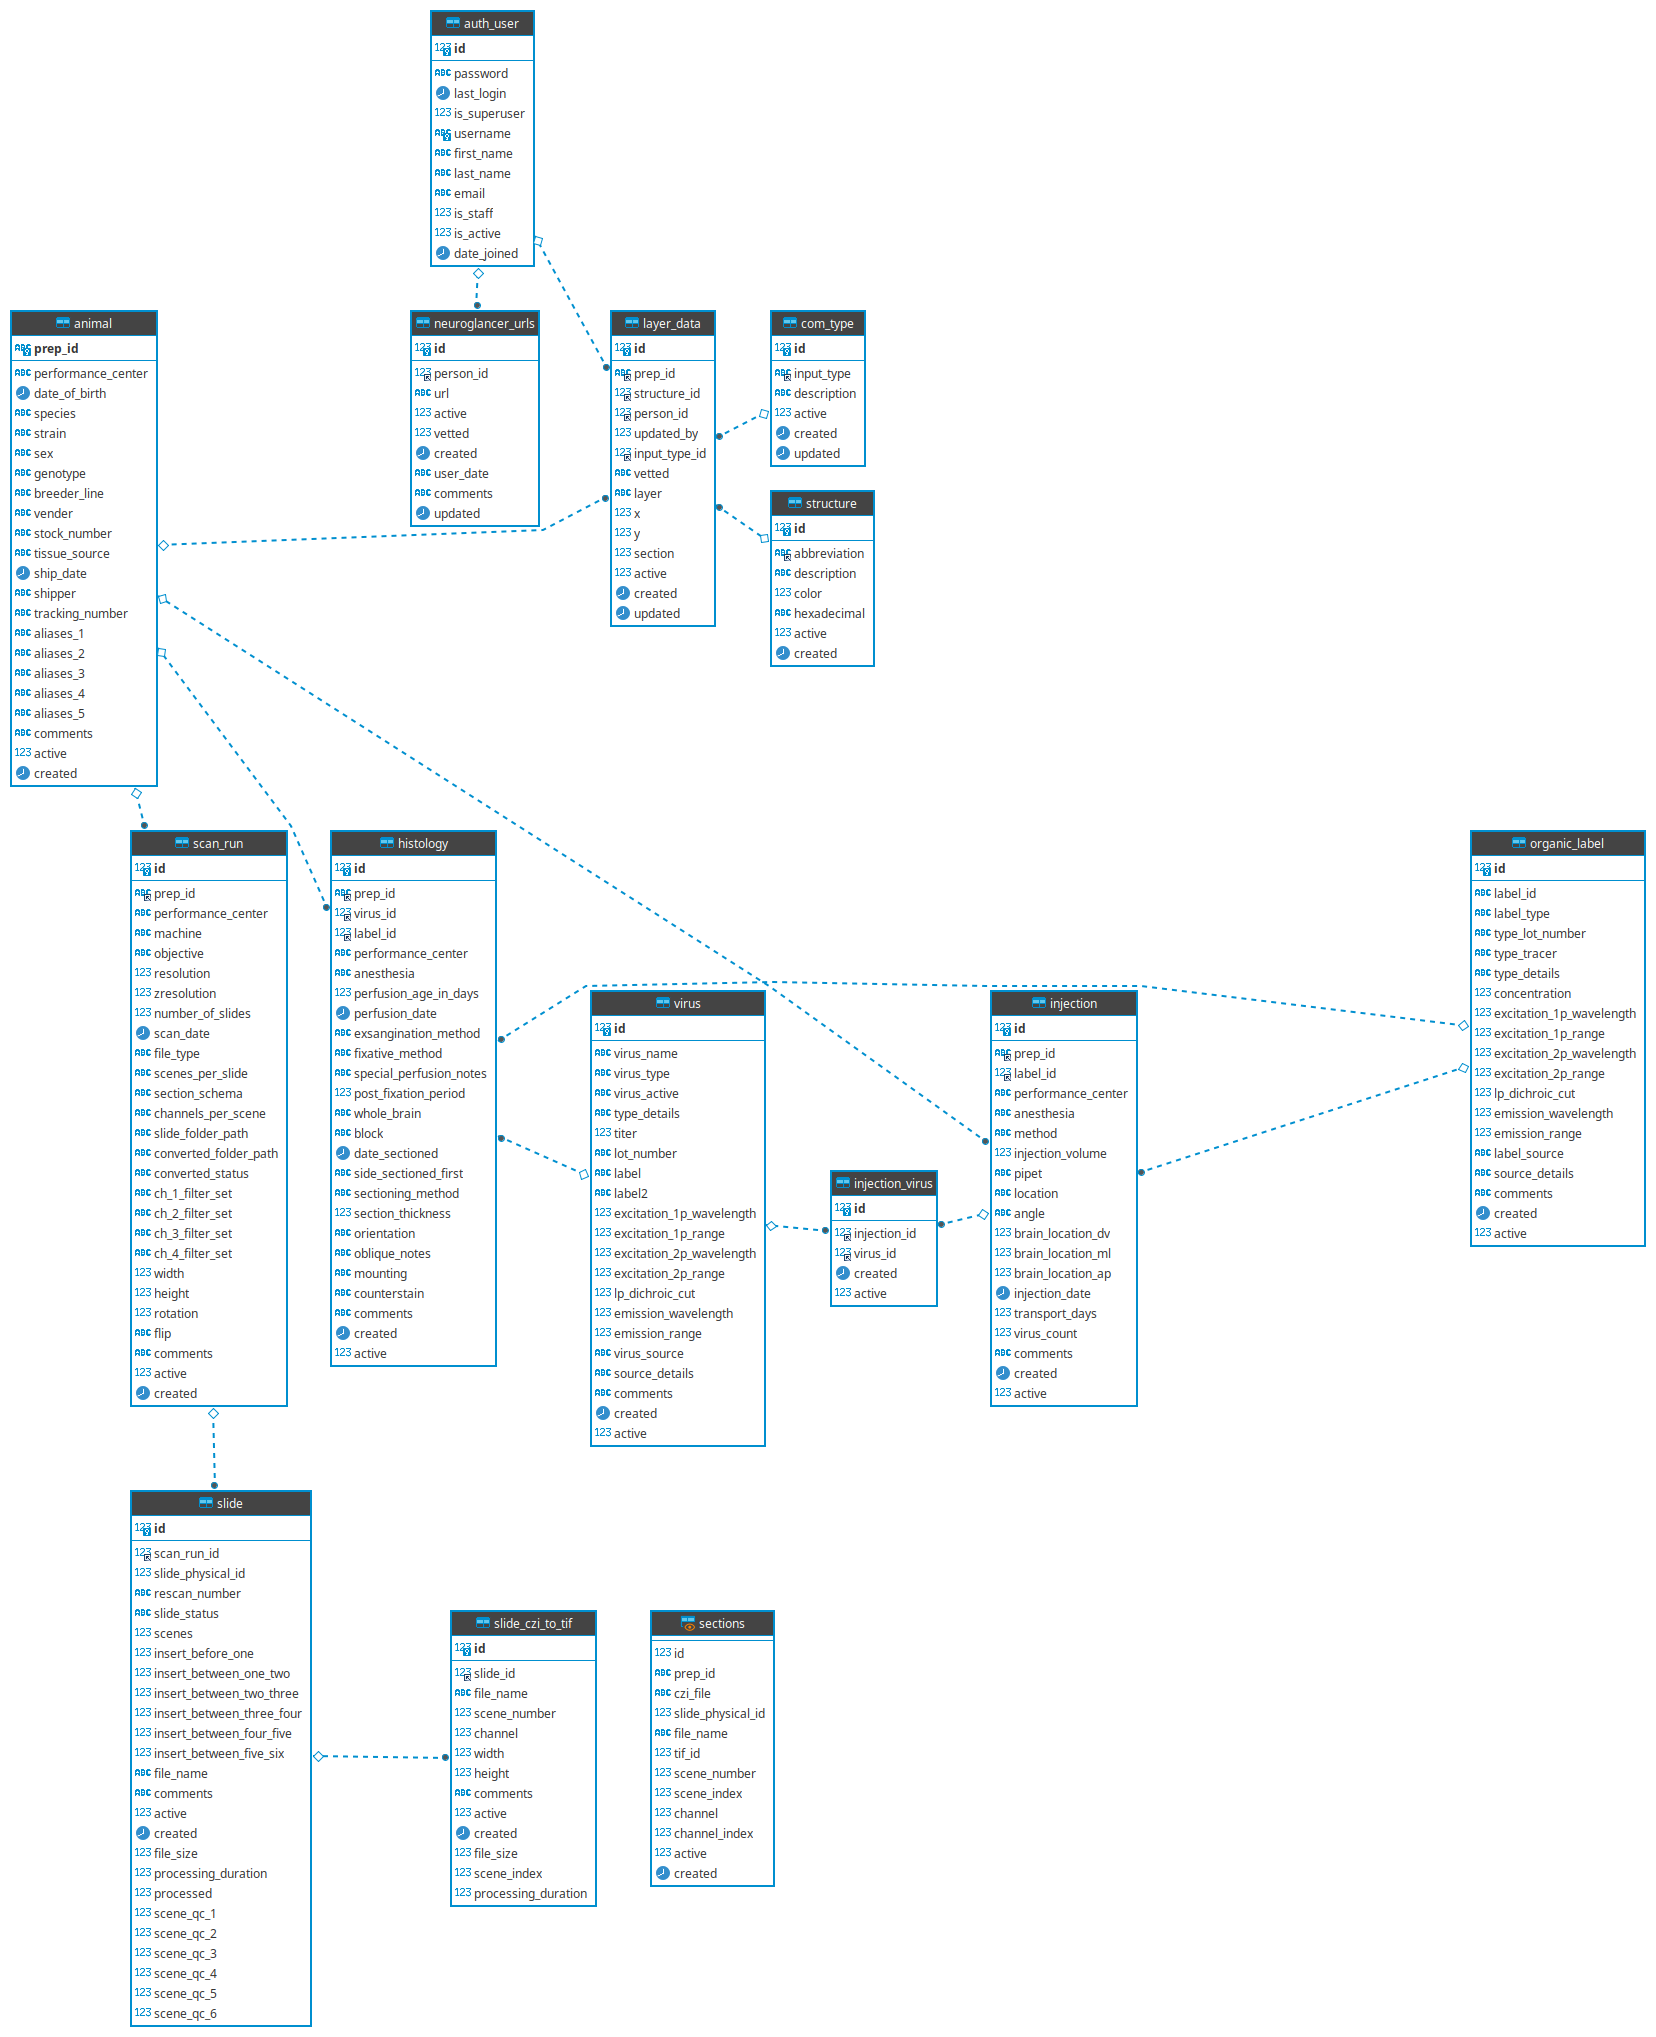 auth_user
id
password
last_login
is_superuser
username
first_name
last_name
email
is_staff
is_active
date_joined
animal
prep_id
performance_center
date_of_birth
species
strain
sex
genotype
breeder_line
vender
stock_number
tissue_source
ship_date
shipper
tracking_number
aliases_1
aliases_2
aliases_3
aliases_4
aliases_5
comments
active
created
neuroglancer_urls
id
person_id
url
active
vetted
created
user_date
comments
updated
layer_data
id
prep_id
structure_id
person_id
updated_by
input_type_id
vetted
layer
x
y
section
active
created
updated
com_type
id
input_type
description
active
created
updated
structure
id
abbreviation
description
color
hexadecimal
active
created
scan_run
id
prep_id
performance_center
machine
objective
resolution
zresolution
number_of_slides
scan_date
file_type
scenes_per_slide
section_schema
channels_per_scene
slide_folder_path
converted_folder_path
converted_status
ch_1_filter_set
ch_2_filter_set
ch_3_filter_set
ch_4_filter_set
width
height
rotation
flip
comments
active
created
histology
id
prep_id
virus_id
label_id
performance_center
anesthesia
perfusion_age_in_days
perfusion_date
exsangination_method
fixative_method
special_perfusion_notes
post_fixation_period
whole_brain
block
date_sectioned
side_sectioned_first
sectioning_method
section_thickness
orientation
oblique_notes
mounting
counterstain
comments
created
active
virus
id
virus_name
virus_type
virus_active
type_details
titer
lot_number
label
label2
excitation_1p_wavelength
excitation_1p_range
excitation_2p_wavelength
excitation_2p_range
lp_dichroic_cut
emission_wavelength
emission_range
virus_source
source_details
comments
created
active
injection_virus
id
injection_id
virus_id
created
active
injection
id
prep_id
label_id
performance_center
anesthesia
method
injection_volume
pipet
location
angle
brain_location_dv
brain_location_ml
brain_location_ap
injection_date
transport_days
virus_count
comments
created
active
organic_label
id
label_id
label_type
type_lot_number
type_tracer
type_details
concentration
excitation_1p_wavelength
excitation_1p_range
excitation_2p_wavelength
excitation_2p_range
lp_dichroic_cut
emission_wavelength
emission_range
label_source
source_details
comments
created
active
slide
id
scan_run_id
slide_physical_id
rescan_number
slide_status
scenes
insert_before_one
insert_between_one_two
insert_between_two_three
insert_between_three_four
insert_between_four_five
insert_between_five_six
file_name
comments
active
created
file_size
processing_duration
processed
scene_qc_1
scene_qc_2
scene_qc_3
scene_qc_4
scene_qc_5
scene_qc_6
slide_czi_to_tif
id
slide_id
file_name
scene_number
channel
width
height
comments
active
created
file_size
scene_index
processing_duration
sections
id
prep_id
czi_file
slide_physical_id
file_name
tif_id
scene_number
scene_index
channel
channel_index
active
created